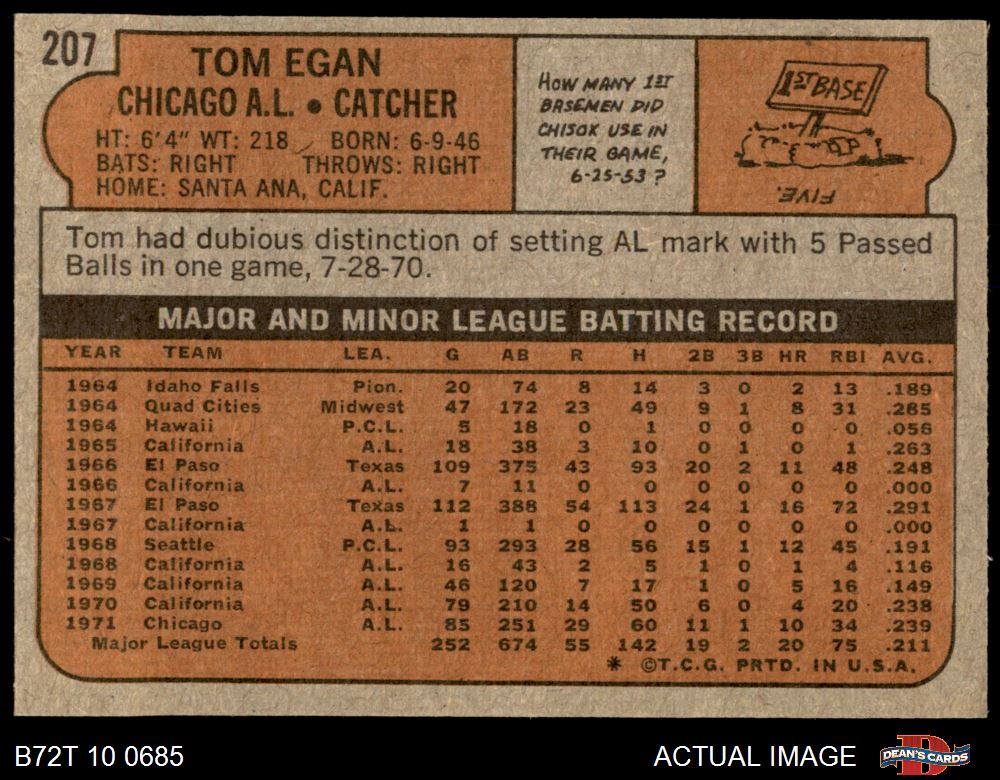 207
TOM EGAN
CHICAGO A.L. • CATCHER
HT: 6'4" WT: 218 BORN: 6-9-46
BATS: RIGHT THROWS: RIGHT
HOME: SANTA ANA, CALIF.
HOW MANY 1ST
BASEMEN DID
CHISOX USE IN
THEIR GAME,
6-25-53?
1ST BASE
FIVE.
Tom had dubious distinction of setting AL mark with 5 Passed
Balls in one game, 7-28-70.
MAJOR AND MINOR LEAGUE BATTING RECORD
YEAR TEAM LEA. G AB R H 2B 3B HR RBI AVG.
1964 Idaho Falls Pion. 20 74 8 14 3 0 2 13 .189
1964 Quad Cities Midwest 47 172 23 49 9 1 8 31 .285
1964 Hawaii P.C.L. 5 18 0 1 0 0 0 0 .056
1965 California A.L. 18 38 3 10 0 1 0 1 .263
1966 El Paso Texas 109 375 43 93 20 2 11 48 .248
1966 California A.L. 7 11 0 0 0 0 0 0 .000
1967 El Paso Texas 112 388 54 113 24 1 16 72 .291
1967 California A.L. 1 1 0 0 0 0 0 0 .000
1968 Seattle P.C.L. 93 293 28 56 15 1 12 45 .191
1968 California A.L. 16 43 2 5 1 0 1 4 .116
1969 California A.L. 46 120 7 17 1 0 5 16 .149
1970 California A.L. 79 210 14 50 6 0 4 20 .238
1971 Chicago A.L. 85 251 29 60 11 1 10 34 .239
Major League Totals 252 674 55 142 19 2 20 75 .211
* ©T.C.G. PRTD. IN U.S.A.
B72T 10 0685
ACTUAL IMAGE
DEAN'S CARDS